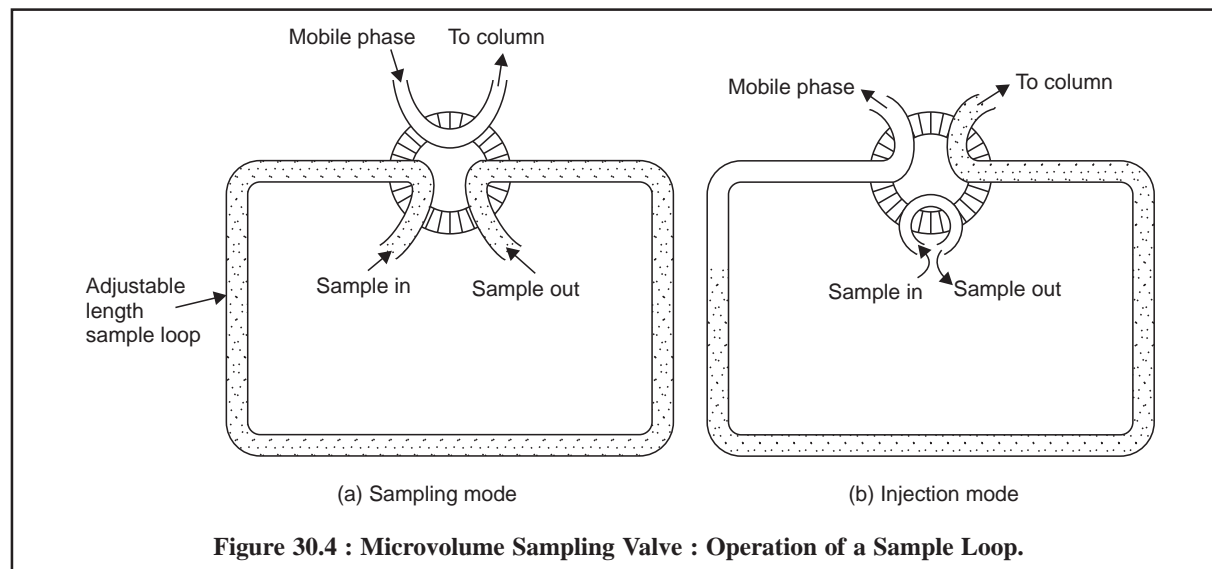 Mobile phase
To column
Sample in
Sample out
Adjustable
length
sample loop
(a) Sampling mode
Mobile phase
To column
Sample in
Sample out
(b) Injection mode
Figure 30.4 : Microvolume Sampling Valve : Operation of a Sample Loop.